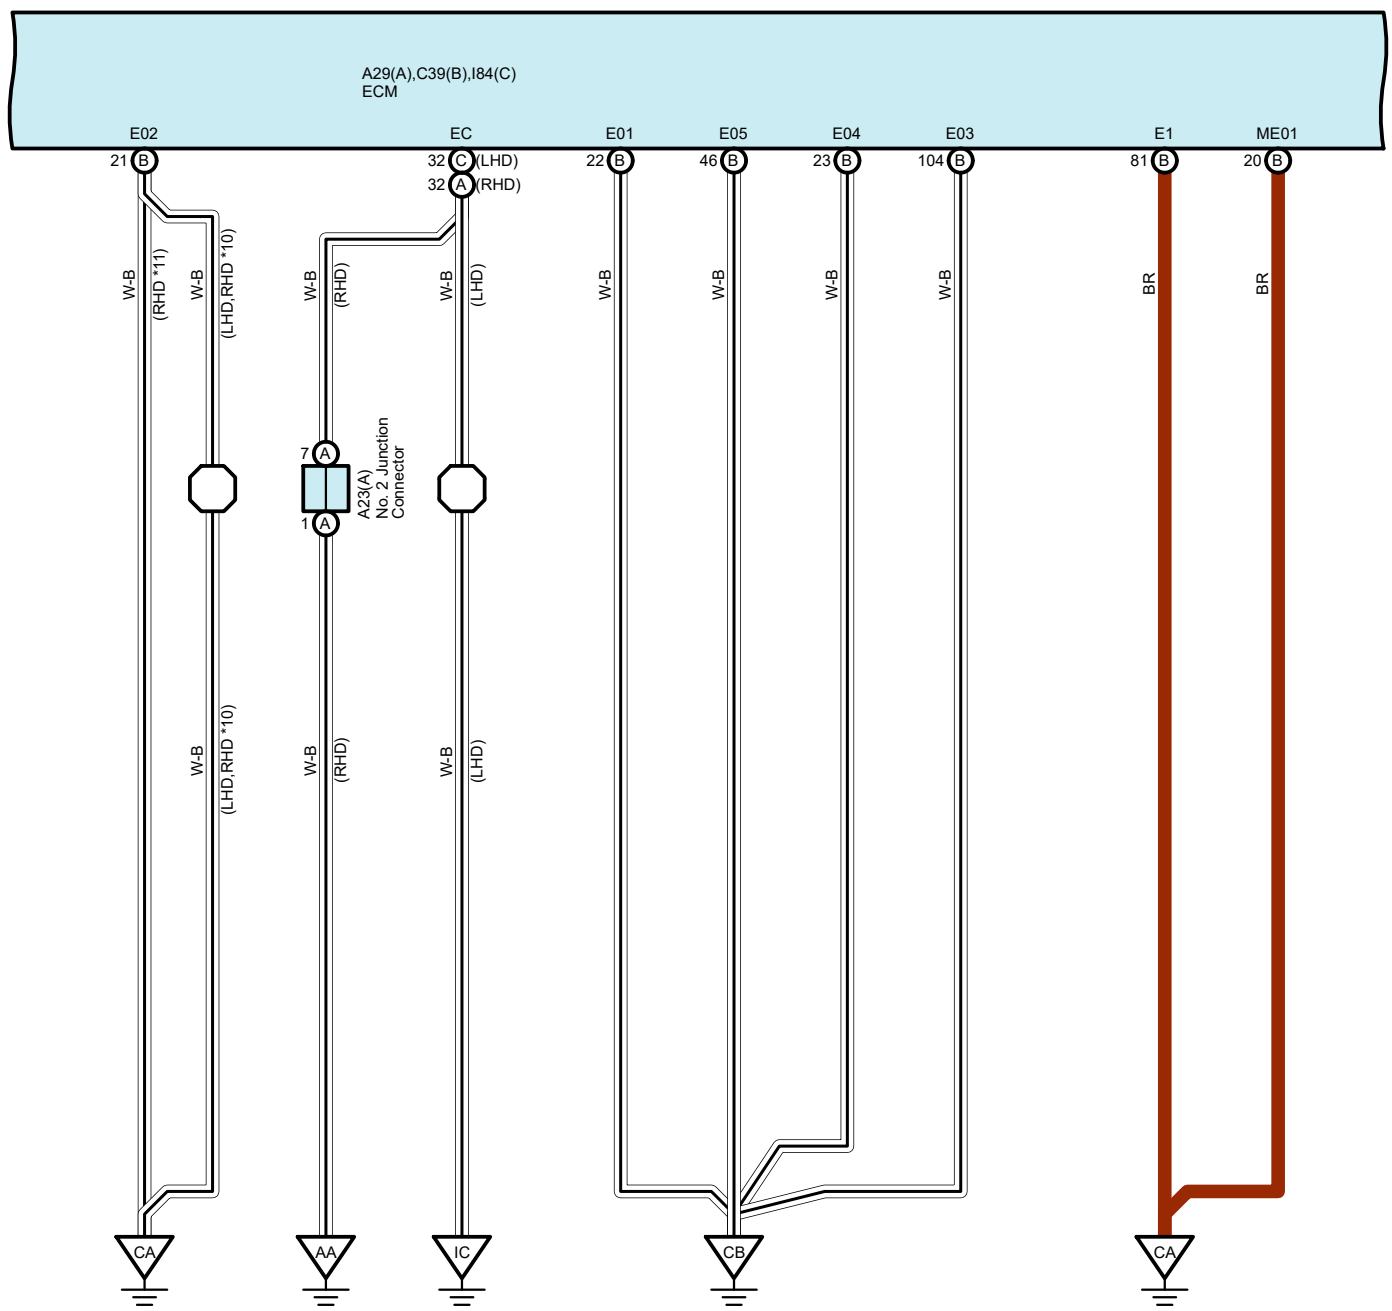 A29(A),C39(B),I84(C)
ECM
E02
EC
E01
E05
E04
E03
E1
ME01
21 B
32 C (LHD)
22 B
46 B
23 B
104 B
81 B
20 B
32 A (RHD)
W-B
(RHD *11)
W-B
(LHD,RHD *10)
W-B
(RHD)
W-B
(LHD)
W-B
W-B
W-B
W-B
BR
BR
7 A
A23(A)
No. 2 Junction
Connector
1 A
W-B
(LHD,RHD *10)
W-B
(RHD)
W-B
(LHD)
CA
AA
IC
CB
CA